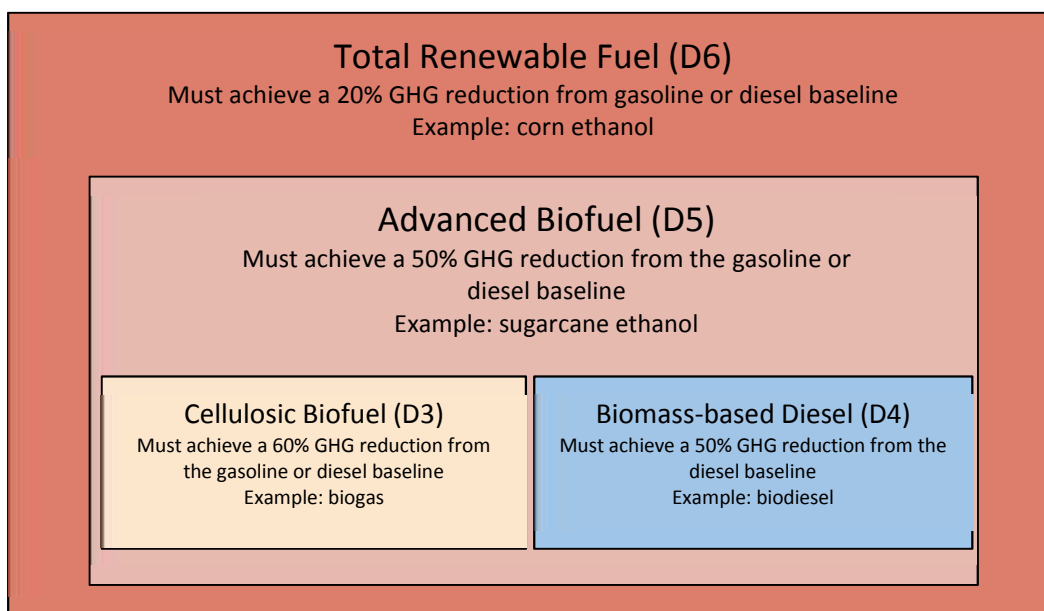 Total Renewable Fuel (D6)
Must achieve a 20% GHG reduction from gasoline or diesel baseline
Example: corn ethanol
Advanced Biofuel (D5)
Must achieve a 50% GHG reduction from the gasoline or
diesel baseline
Example: sugarcane ethanol
Cellulosic Biofuel (D3)
Must achieve a 60% GHG reduction from
the gasoline or diesel baseline
Example: biogas
Biomass-based Diesel (D4)
Must achieve a 50% GHG reduction from the
diesel baseline
Example: biodiesel